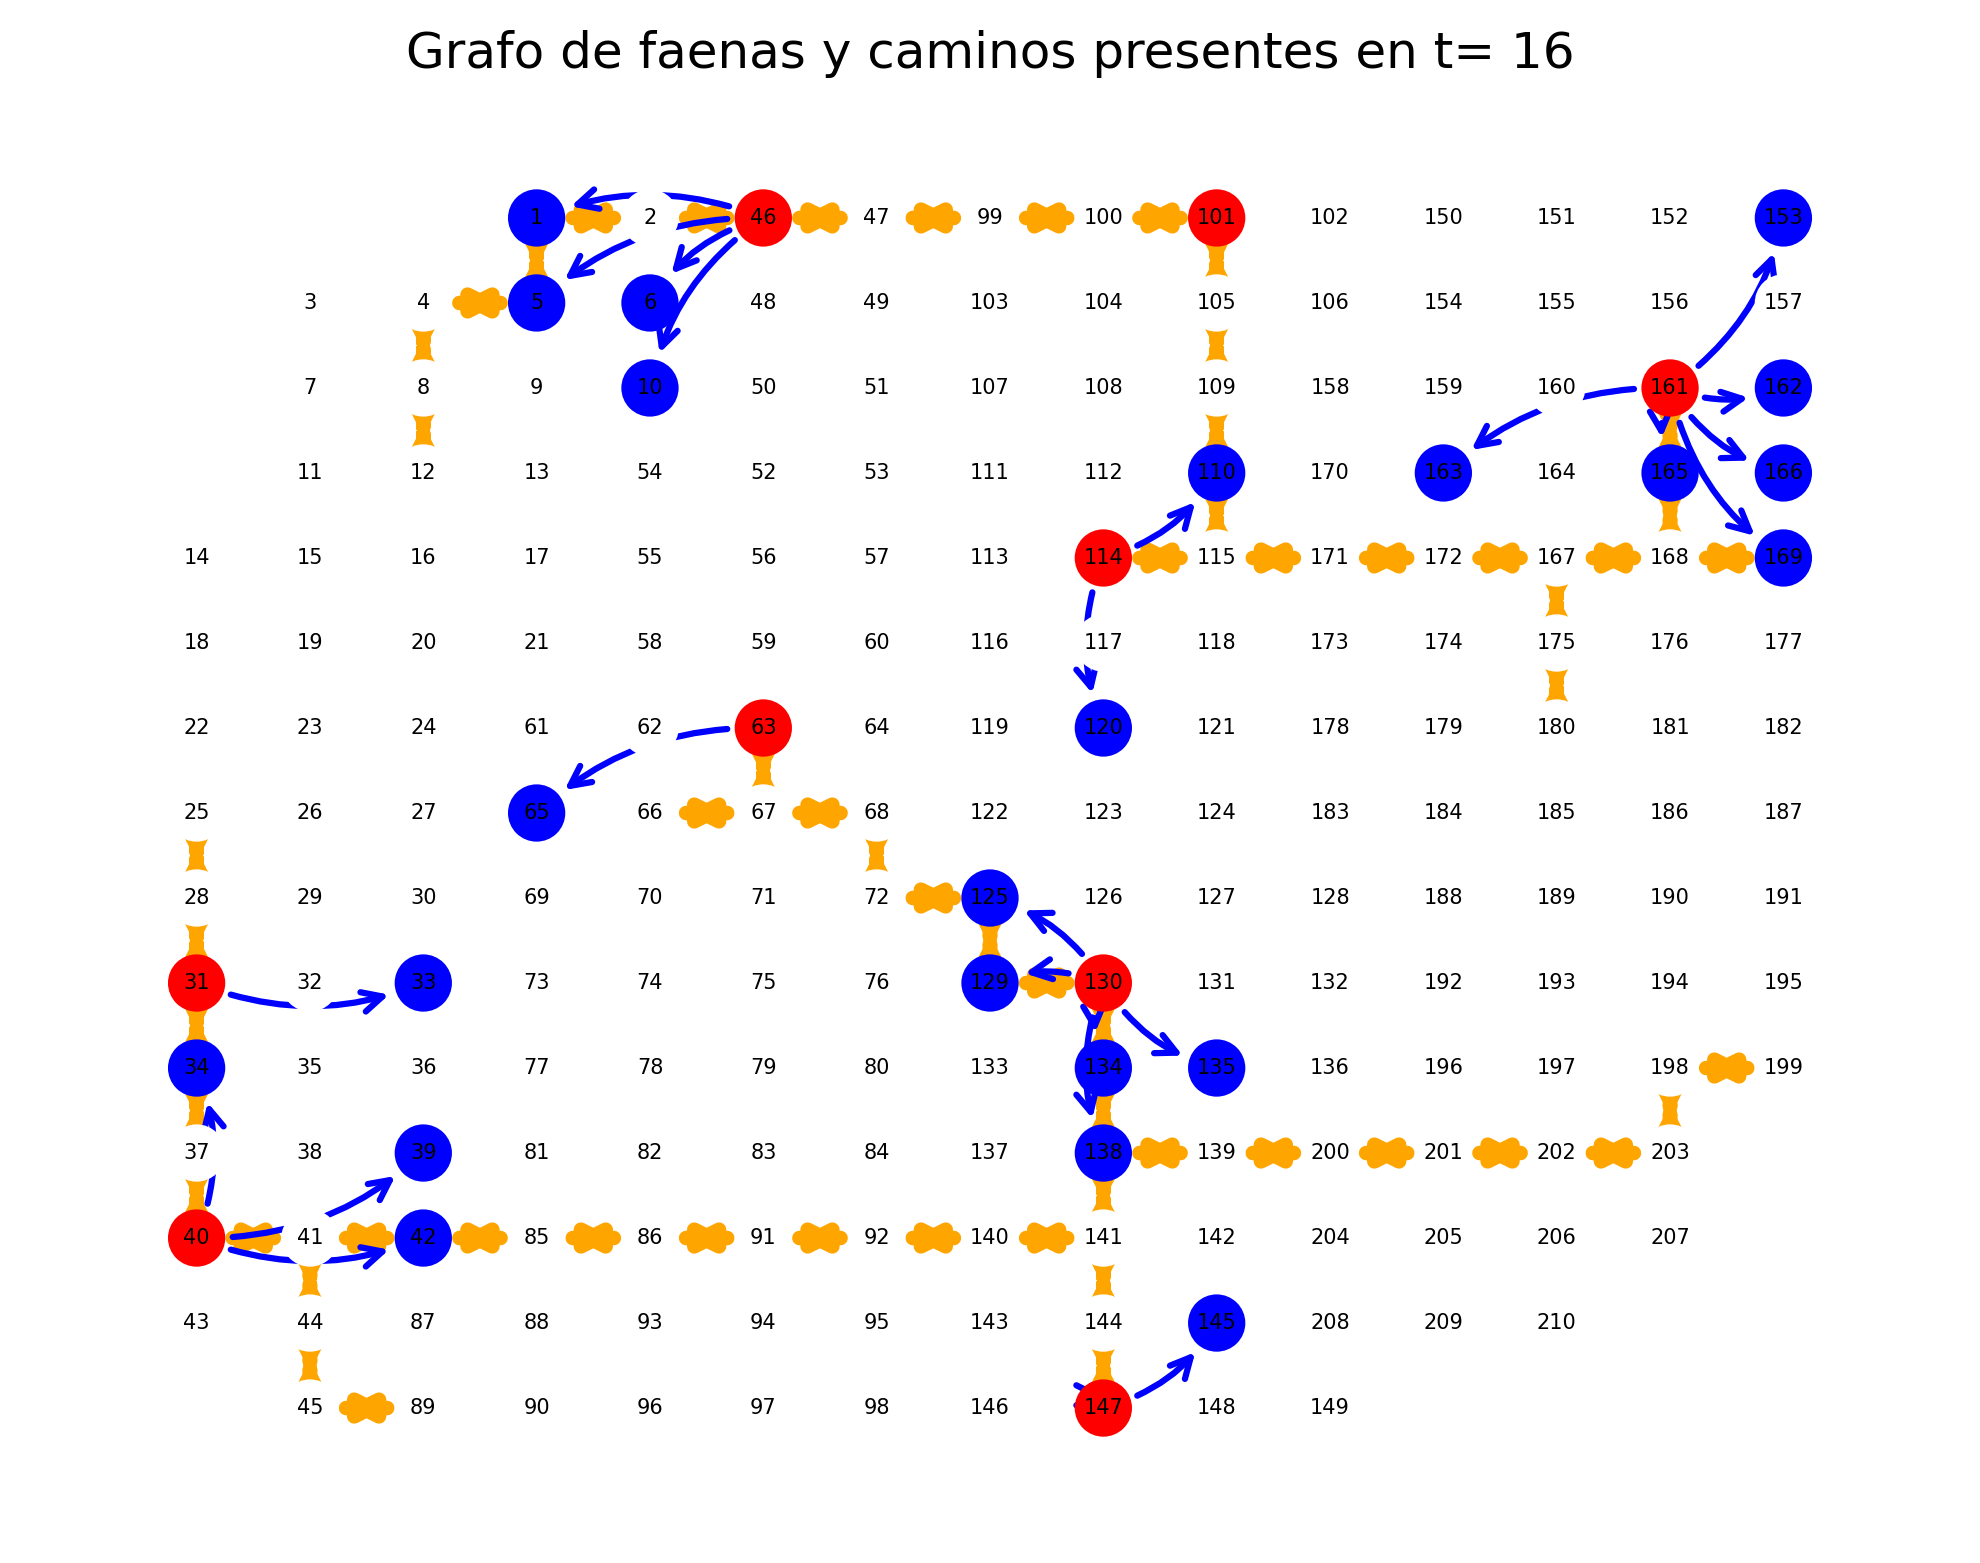 Grafo de faenas y caminos presentes en t= 16
1 2 46 47 99 100 101 102 150 151 152 153
3 4 5 6 48 49 103 104 105 106 154 155 156 157
7 8 9 10 50 51 107 108 109 158 159 160 161 162
11 12 13 54 52 53 111 112 110 170 163 164 165 166
14 15 16 17 55 56 57 113 114 115 171 172 167 168 169
18 19 20 21 58 59 60 116 117 118 173 174 175 176 177
22 23 24 61 62 63 64 119 120 121 178 179 180 181 182
25 26 27 65 66 67 68 122 123 124 183 184 185 186 187
28 29 30 69 70 71 72 125 126 127 128 188 189 190 191
31 32 33 73 74 75 76 129 130 131 132 192 193 194 195
34 35 36 77 78 79 80 133 134 135 136 196 197 198 199
37 38 39 81 82 83 84 137 138 139 200 201 202 203
40 41 42 85 86 91 92 140 141 142 204 205 206 207
43 44 87 88 93 94 95 143 144 145 208 209 210
45 89 90 96 97 98 146 147 148 149